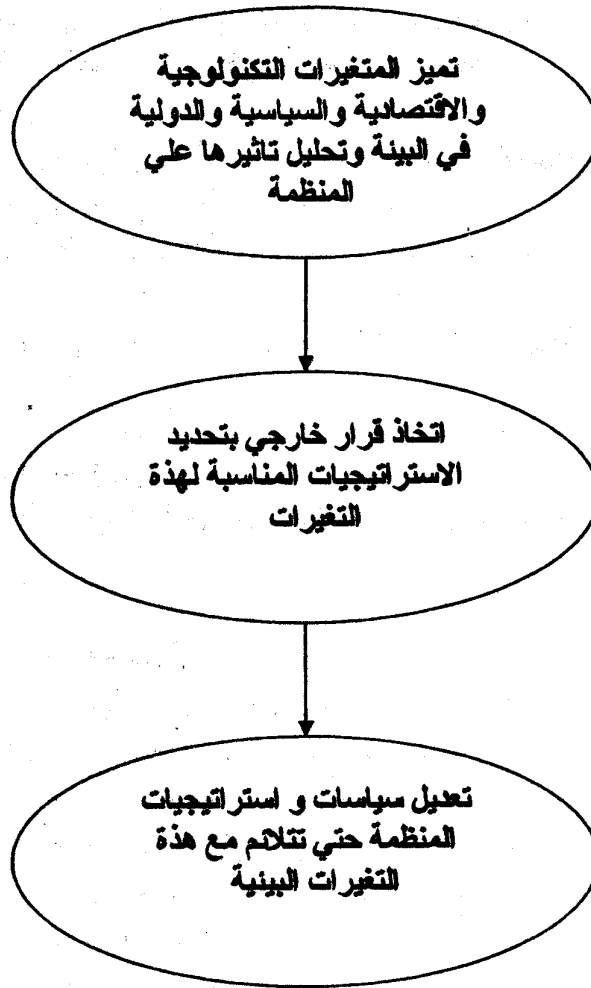 تميز المتغيرات التكنولوجية
والاقتصادية والسياسية والدولية
في البيئة وتحليل تاثيرها علي
المنظمة
اتخاذ قرار خارجي بتحديد
الاستراتيجيات المناسبة لهذة
التغيرات
تعديل سياسات و استراتيجيات
المنظمة حتي تتلائم مع هذة
التغيرات البيئية